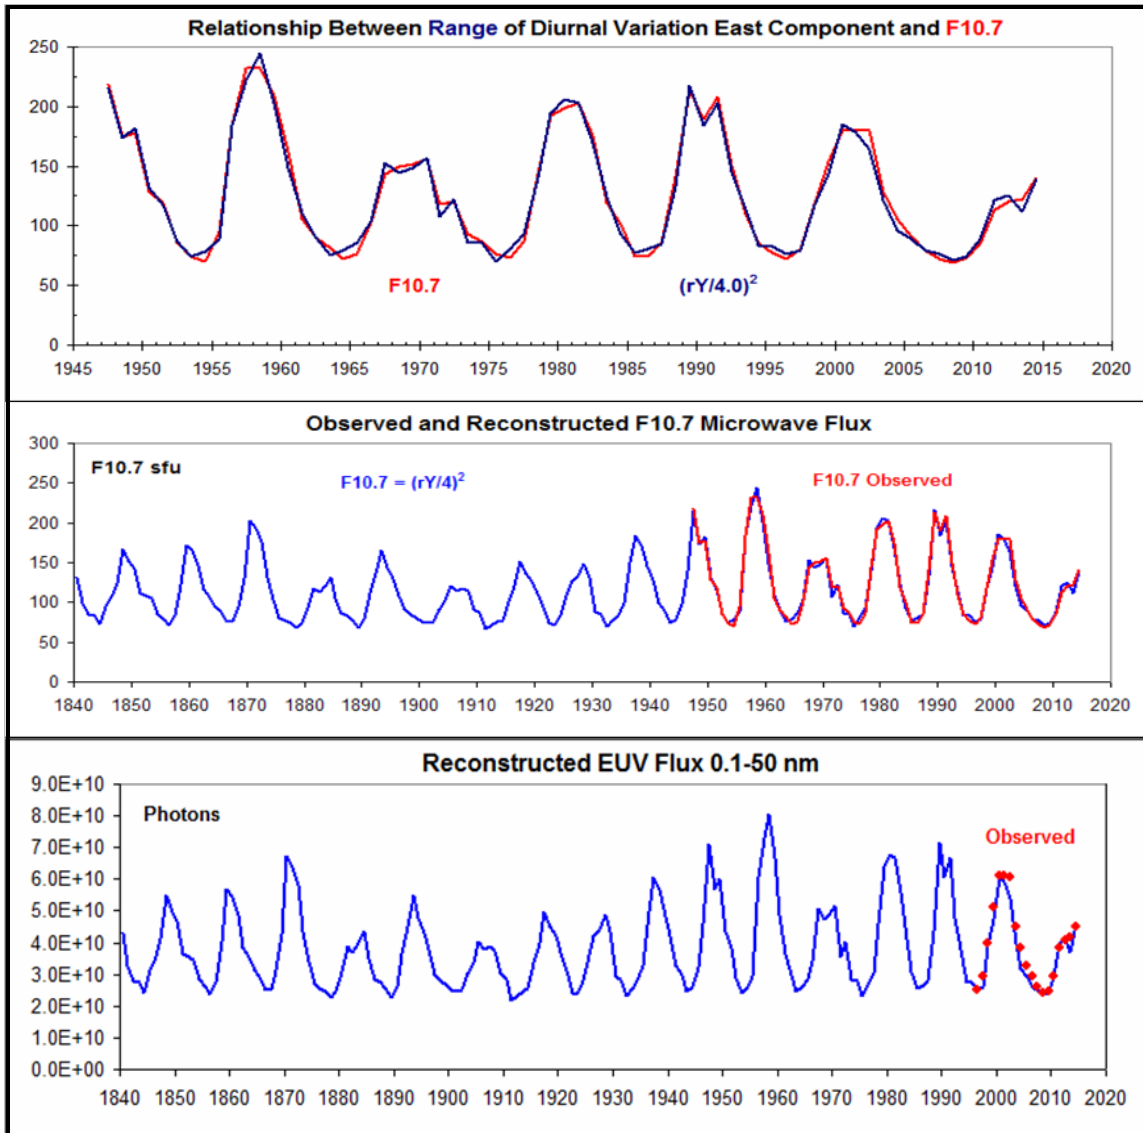 Relationship Between Range of Diurnal Variation East Component and F10.7
250
200
150
100
50
0
F10.7
(rY/4.0)²
1945 1950 1955 1960 1965 1970 1975 1980 1985 1990 1995 2000 2005 2010 2015 2020
Observed and Reconstructed F10.7 Microwave Flux
300
250
200
150
100
50
0
F10.7 sfu
F10.7 = (rY/4)²
F10.7 Observed
1840 1850 1860 1870 1880 1890 1900 1910 1920 1930 1940 1950 1960 1970 1980 1990 2000 2010 2020
Reconstructed EUV Flux 0.1-50 nm
9.0E+10
8.0E+10
7.0E+10
6.0E+10
5.0E+10
4.0E+10
3.0E+10
2.0E+10
1.0E+10
0.0E+00
Photons
Observed
1840 1850 1860 1870 1880 1890 1900 1910 1920 1930 1940 1950 1960 1970 1980 1990 2000 2010 2020